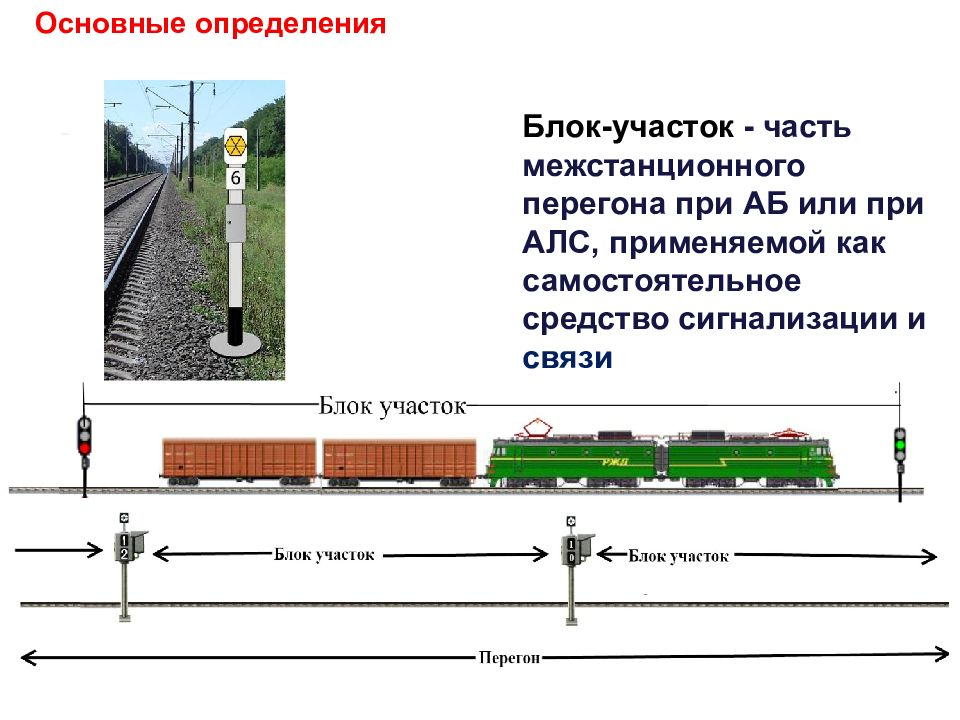 Основные определения
6
Блок-участок - часть
межстанционного
перегона при АБ или при
АЛС, применяемой как
самостоятельное
средство сигнализации и
связи
Блок участок
РЖД
1
2
Блок участок
1
0
Блок участок
Перегон